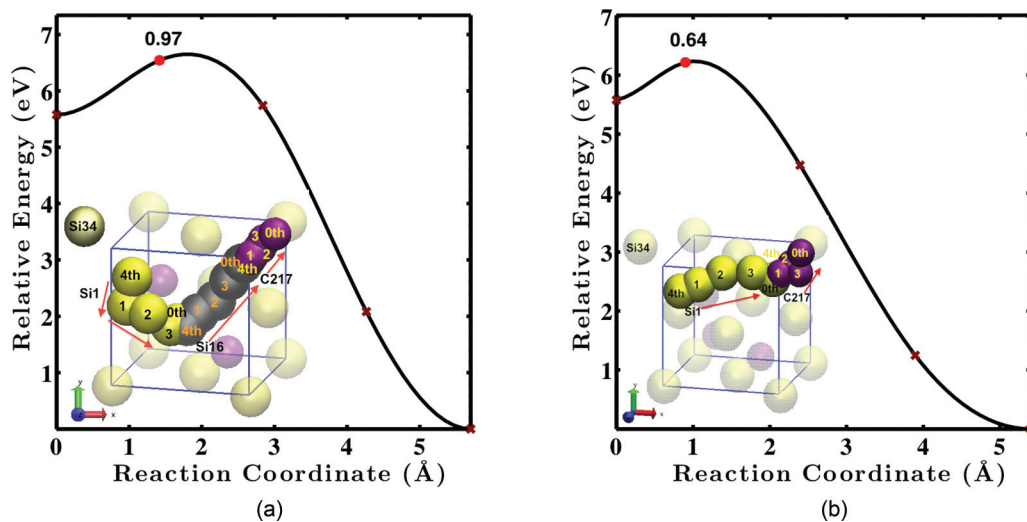 7
6
5
4
3
2
1
Relative Energy (eV)
0.97
Si34
4th
Si1
1
2
3
0th
4th
1
2
3
4th
0th
1
2
3
0th
C217
Si16
y
z
x
0
1
2
3
4
5
Reaction Coordinate (Å)
(a)
7
6
5
4
3
2
1
Relative Energy (eV)
0.64
Si34
4th
1
2
3
0th
Si1
4th
2
0th
1
3
C217
y
x
0
1
2
3
4
5
Reaction Coordinate (Å)
(b)